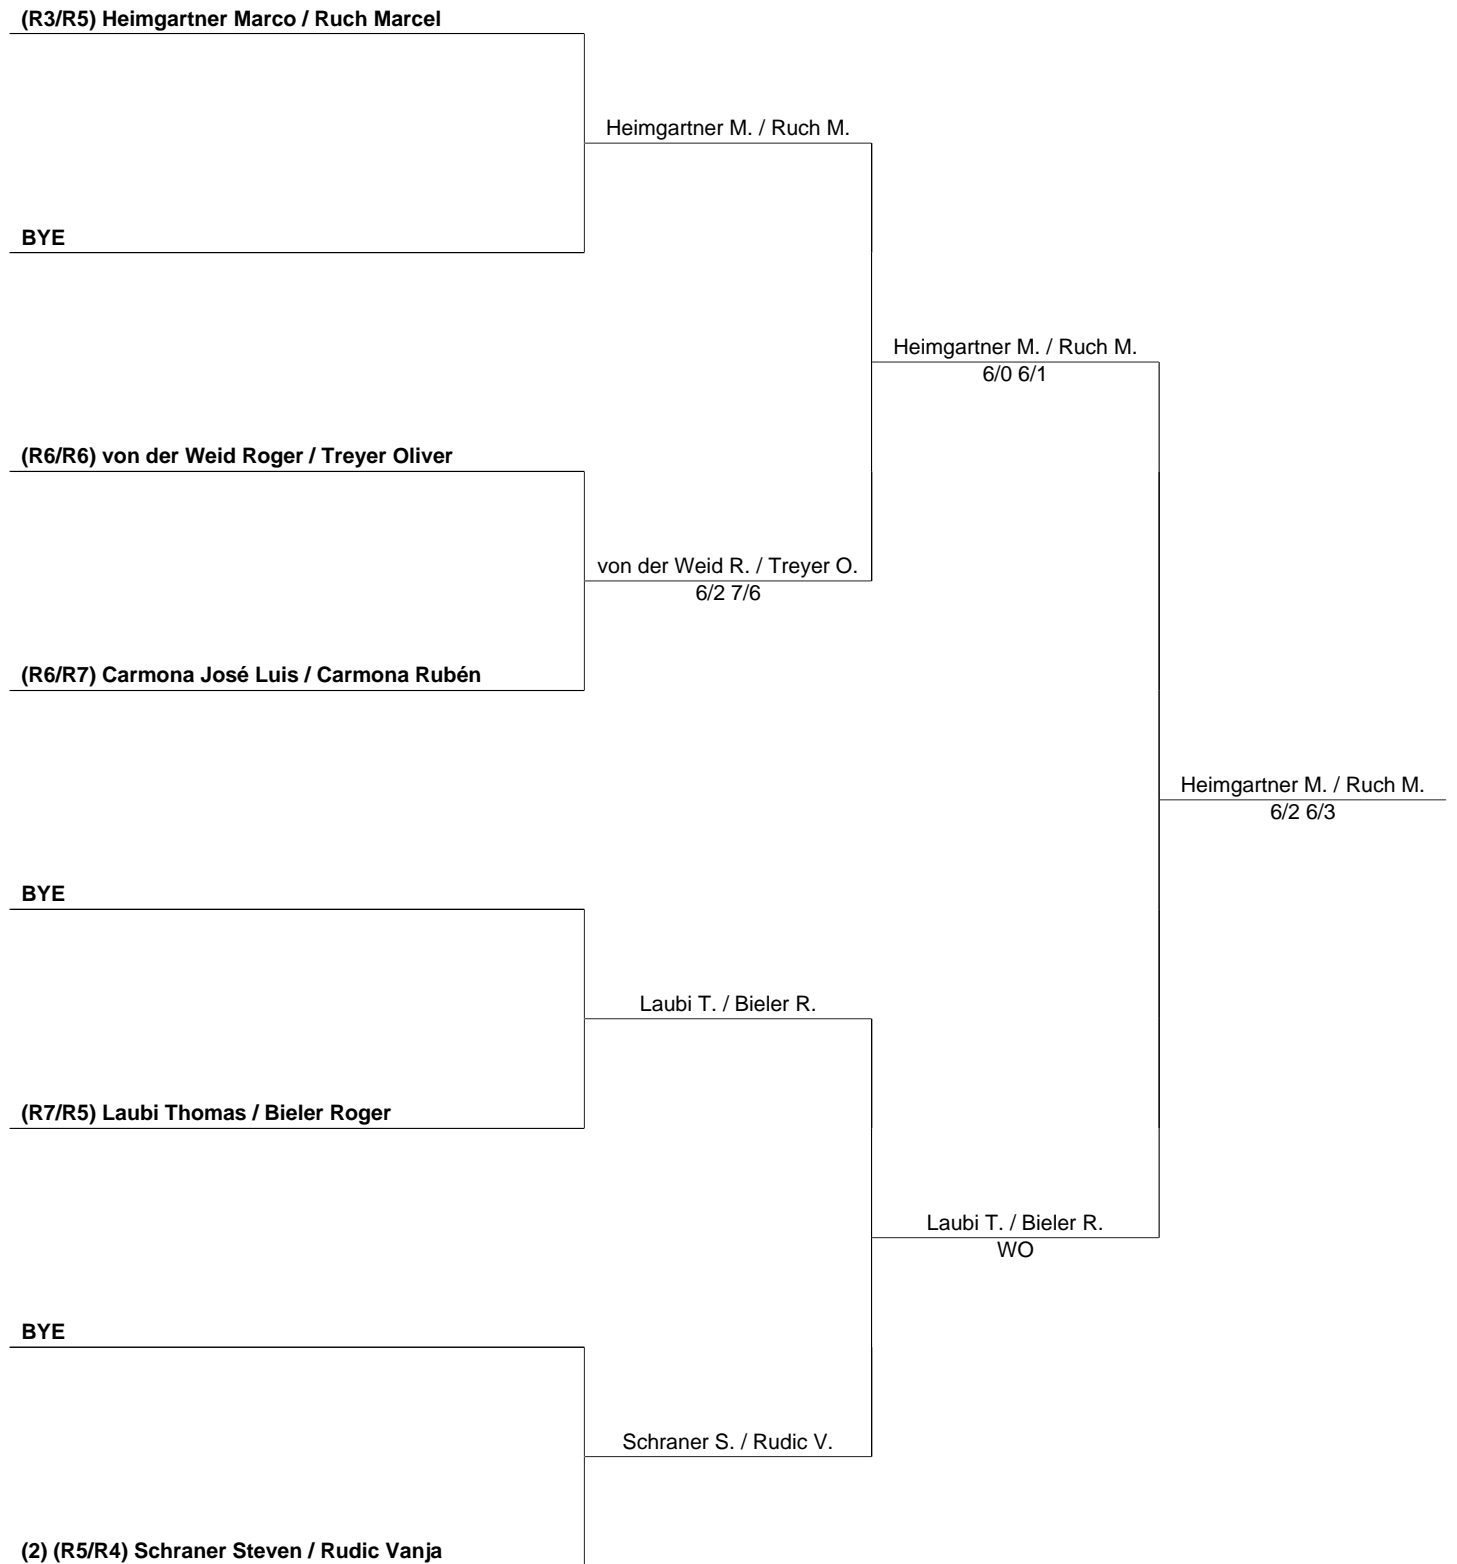 (R3/R5) Heimgartner Marco / Ruch Marcel
Heimgartner M. / Ruch M.
BYE
Heimgartner M. / Ruch M.
6/0 6/1
(R6/R6) von der Weid Roger / Treyer Oliver
von der Weid R. / Treyer O.
6/2 7/6
(R6/R7) Carmona José Luis / Carmona Rubén
Heimgartner M. / Ruch M.
6/2 6/3
BYE
Laubi T. / Bieler R.
(R7/R5) Laubi Thomas / Bieler Roger
Laubi T. / Bieler R.
WO
BYE
Schraner S. / Rudic V.
(2) (R5/R4) Schraner Steven / Rudic Vanja